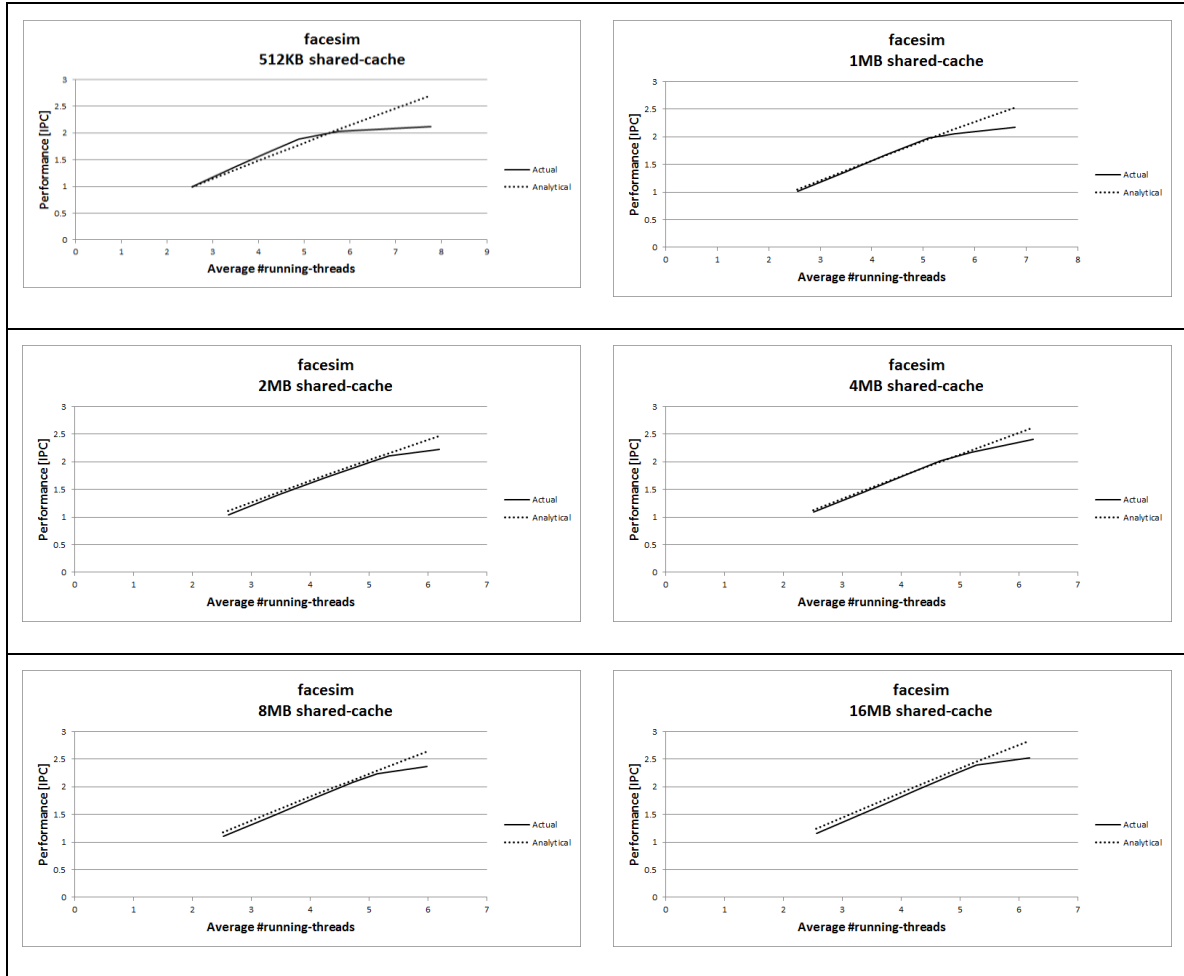 facesim
512KB shared-cache
Performance [IPC]
3
2.5
2
1.5
1
0.5
0
0 1 2 3 4 5 6 7 8 9
Average #running-threads
Actual
Analytical
facesim
1MB shared-cache
Performance [IPC]
3
2.5
2
1.5
1
0.5
0
0 1 2 3 4 5 6 7 8
Average #running-threads
Actual
Analytical
facesim
2MB shared-cache
Performance [IPC]
3
2.5
2
1.5
1
0.5
0
0 1 2 3 4 5 6 7
Average #running-threads
Actual
Analytical
facesim
4MB shared-cache
Performance [IPC]
3
2.5
2
1.5
1
0.5
0
0 1 2 3 4 5 6 7
Average #running-threads
Actual
Analytical
facesim
8MB shared-cache
Performance [IPC]
3
2.5
2
1.5
1
0.5
0
0 1 2 3 4 5 6 7
Average #running-threads
Actual
Analytical
facesim
16MB shared-cache
Performance [IPC]
3
2.5
2
1.5
1
0.5
0
0 1 2 3 4 5 6 7
Average #running-threads
Actual
Analytical